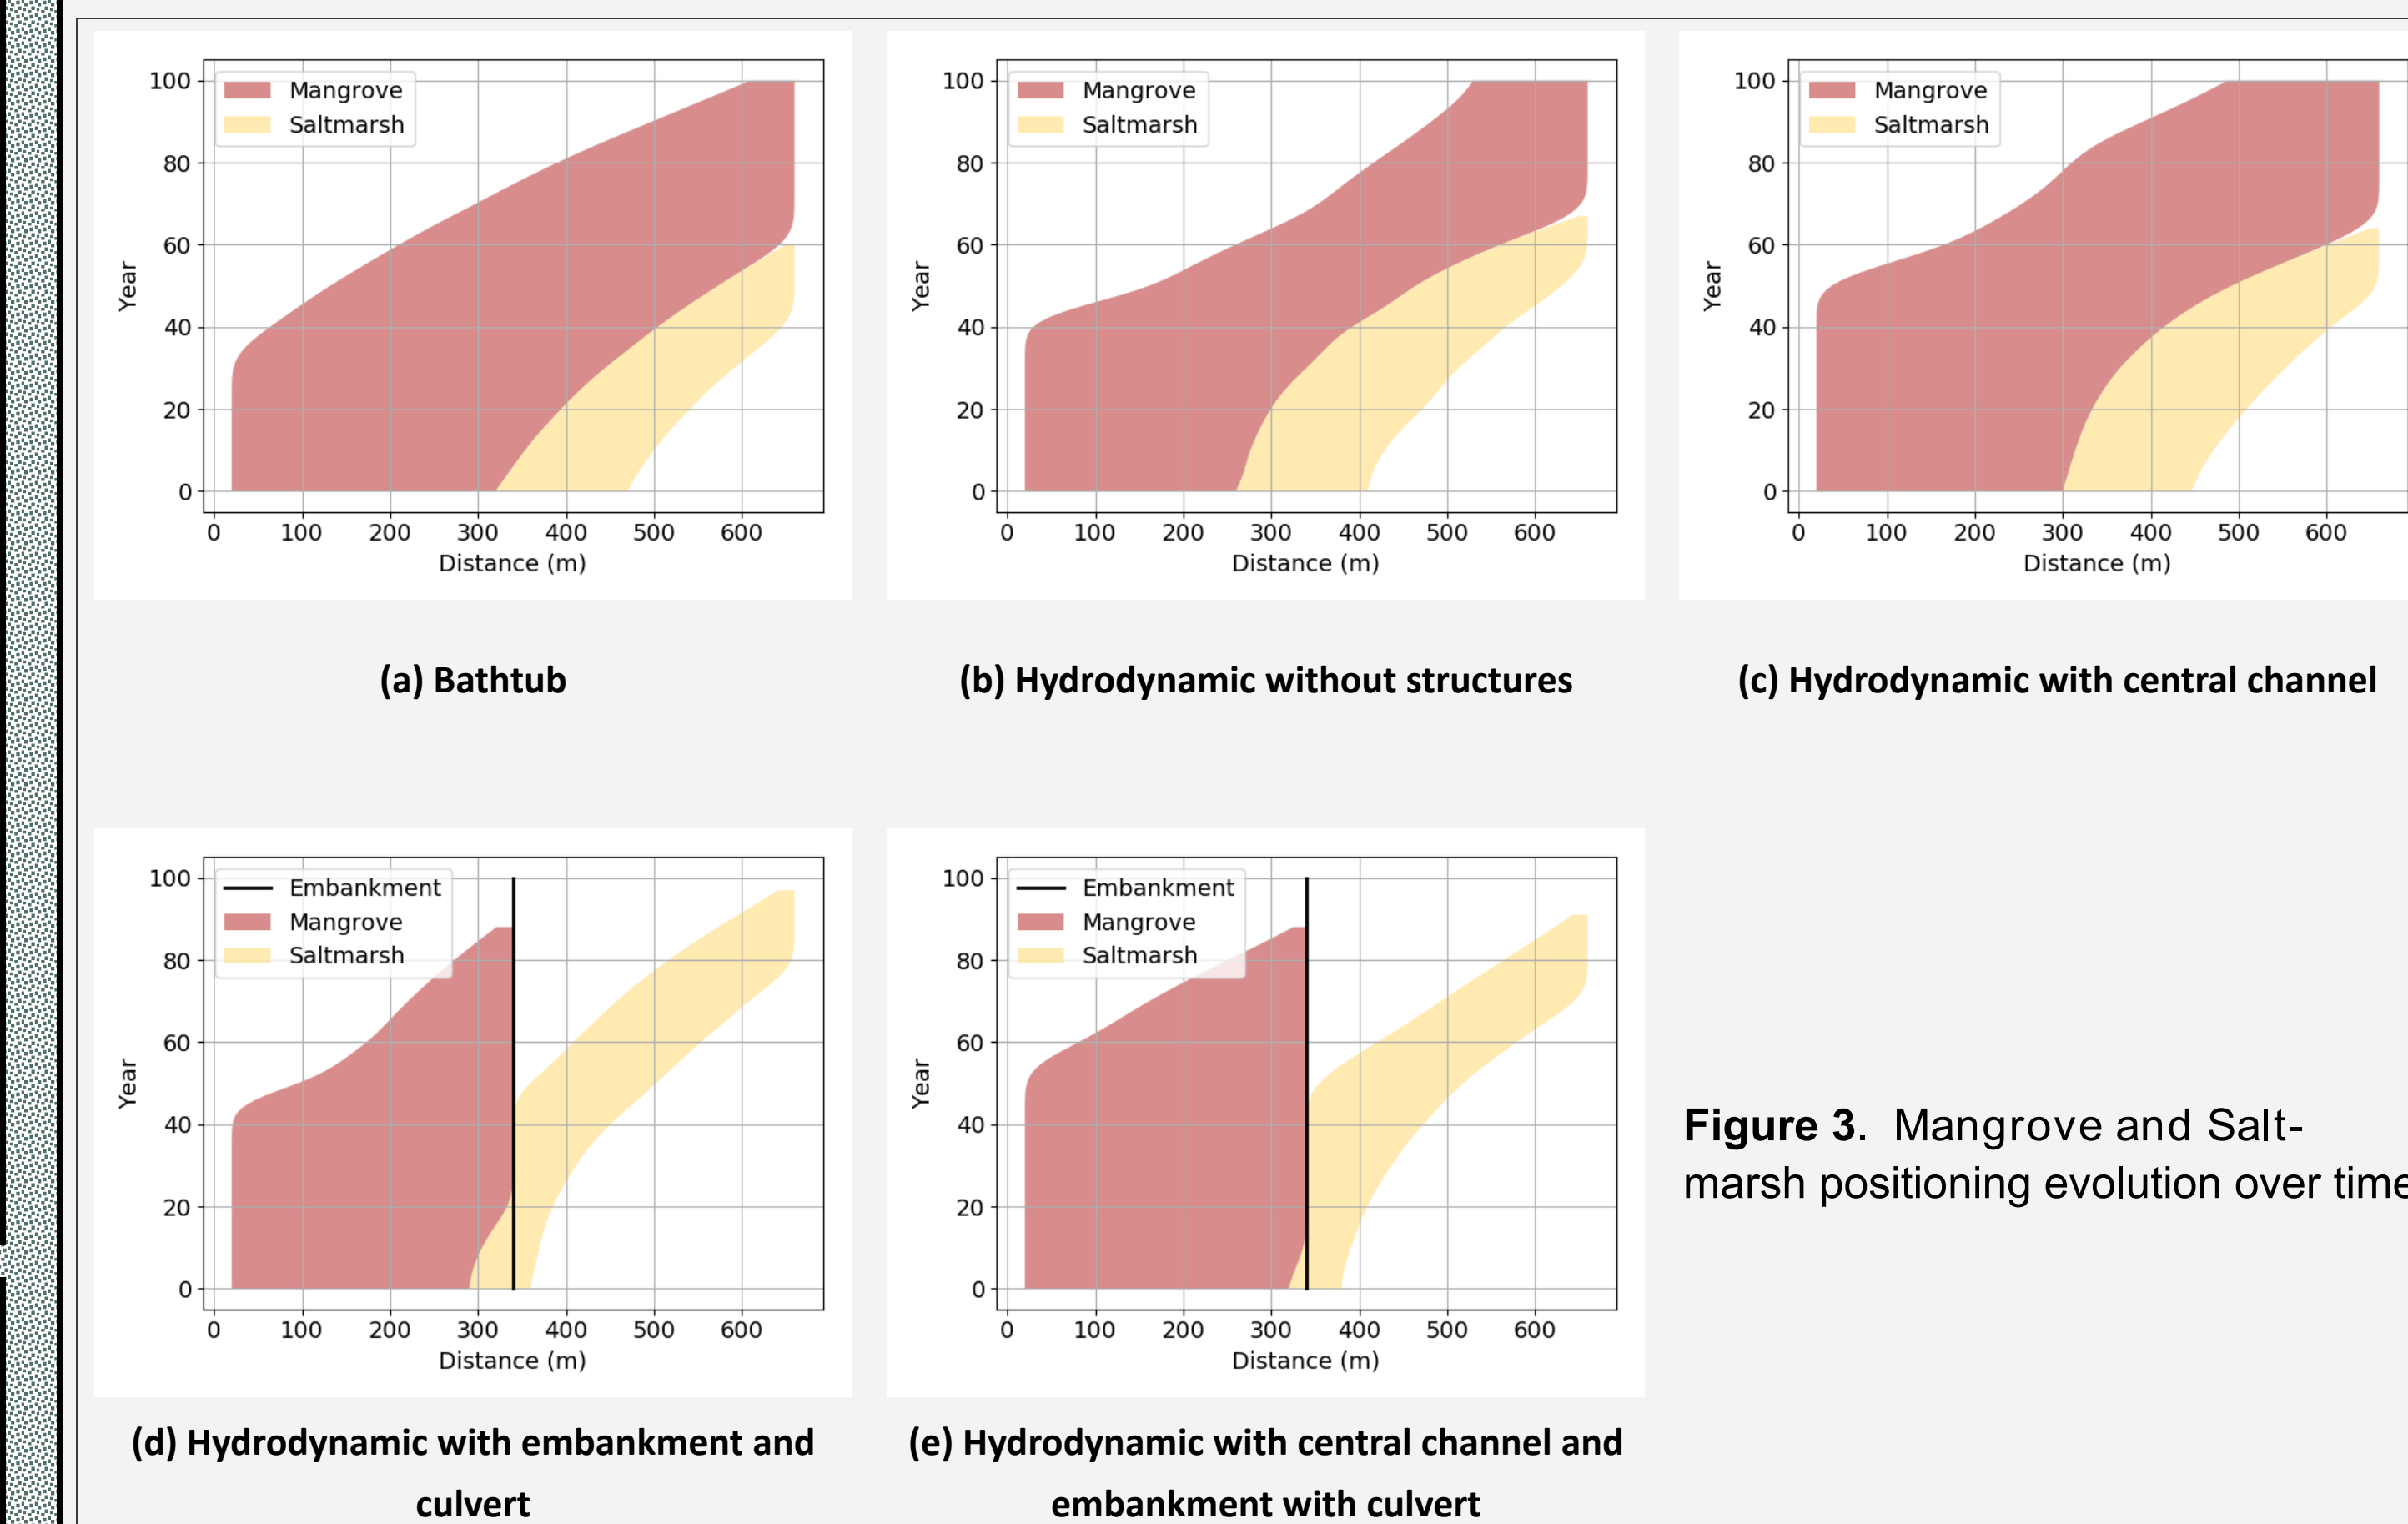 100
80
60
40
20
0
Year
Mangrove
Saltmarsh
0 100 200 300 400 500 600
Distance (m)
(a) Bathtub
100
80
60
40
20
0
Year
Mangrove
Saltmarsh
0 100 200 300 400 500 600
Distance (m)
(b) Hydrodynamic without structures
100
80
60
40
20
0
Year
Mangrove
Saltmarsh
0 100 200 300 400 500 600
Distance (m)
(c) Hydrodynamic with central channel
100
80
60
40
20
0
Year
Embankment
Mangrove
Saltmarsh
0 100 200 300 400 500 600
Distance (m)
(d) Hydrodynamic with embankment and
culvert
100
80
60
40
20
0
Year
Embankment
Mangrove
Saltmarsh
0 100 200 300 400 500 600
Distance (m)
(e) Hydrodynamic with central channel and
embankment with culvert
Figure 3. Mangrove and Salt-
marsh positioning evolution over time